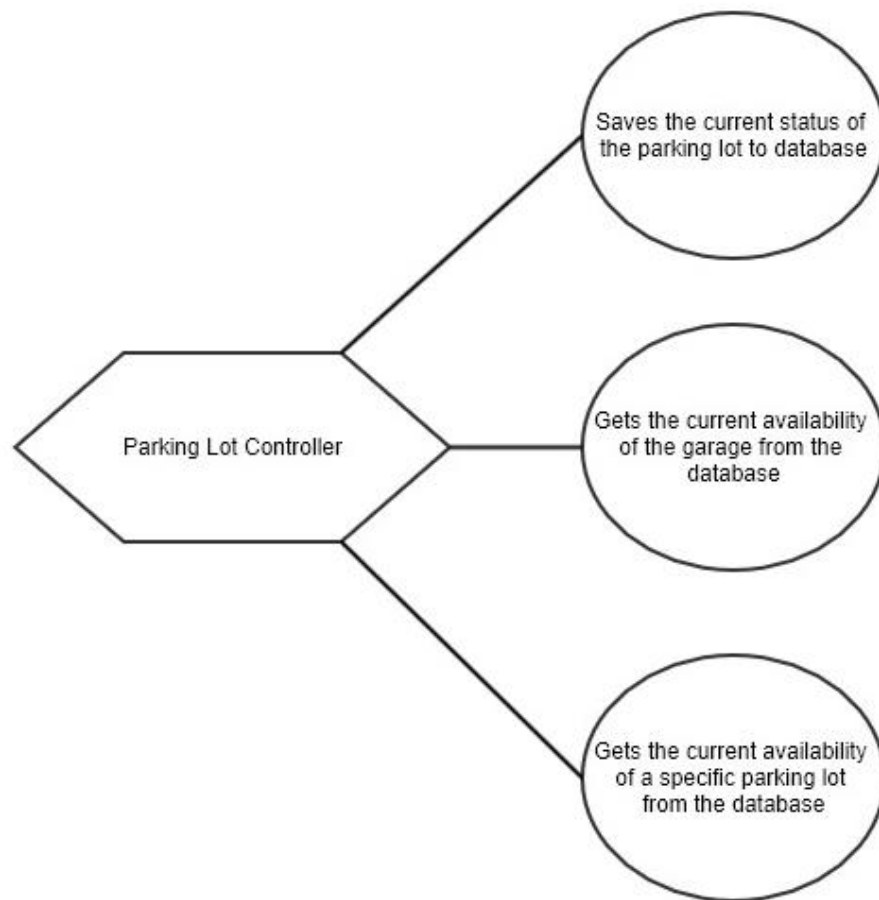 Saves the current status of
the parking lot to database
Parking Lot Controller
Gets the current availability
of the garage from the
database
Gets the current availability
of a specific parking lot
from the database